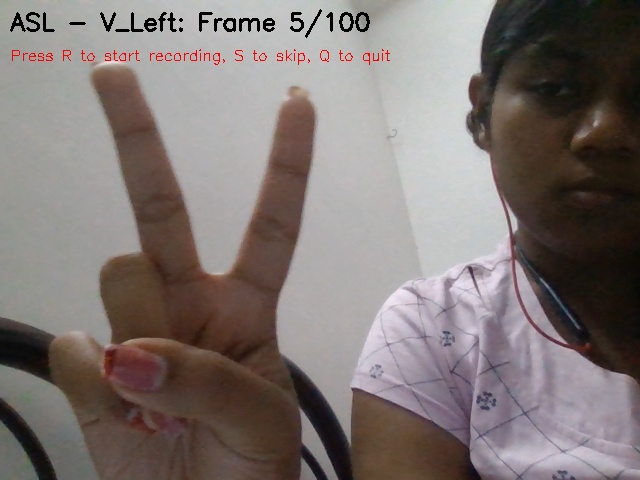 ASL - V_Left: Frame 5/100
Press R to start recording, S to skip, Q to quit